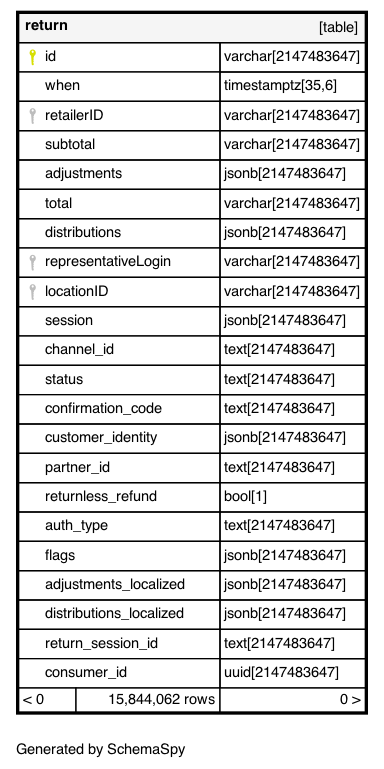 return [table]
id varchar[2147483647]
when timestamptz[35,6]
retailerID varchar[2147483647]
subtotal varchar[2147483647]
adjustments jsonb[2147483647]
total varchar[2147483647]
distributions jsonb[2147483647]
representativeLogin varchar[2147483647]
locationID varchar[2147483647]
session jsonb[2147483647]
channel_id text[2147483647]
status text[2147483647]
confirmation_code text[2147483647]
customer_identity jsonb[2147483647]
partner_id text[2147483647]
returnless_refund bool[1]
auth_type text[2147483647]
flags jsonb[2147483647]
adjustments_localized jsonb[2147483647]
distributions_localized jsonb[2147483647]
return_session_id text[2147483647]
consumer_id uuid[2147483647]
< 0 15,844,062 rows 0 >
Generated by SchemaSpy